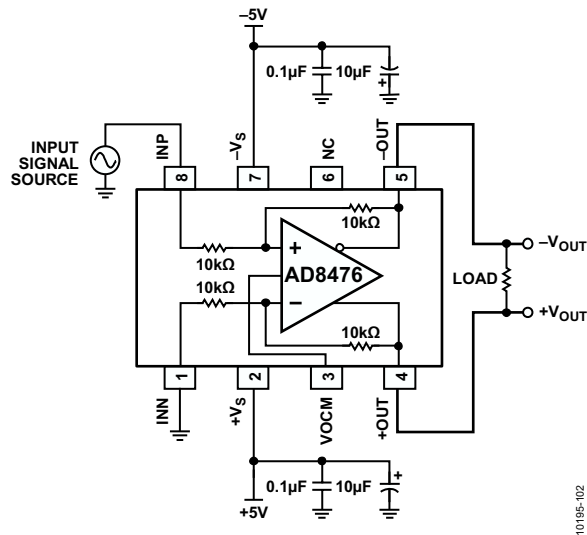 –5V
0.1µF
10µF
+
INPUT
SIGNAL
SOURCE
INP
–VS
NC
–OUT
8
7
6
5
10kΩ
10kΩ
10kΩ
10kΩ
+
–
AD8476
LOAD
–VOUT
+VOUT
1
2
3
4
INN
+VS
VOCM
+OUT
0.1µF
10µF
+
+5V
10195-102